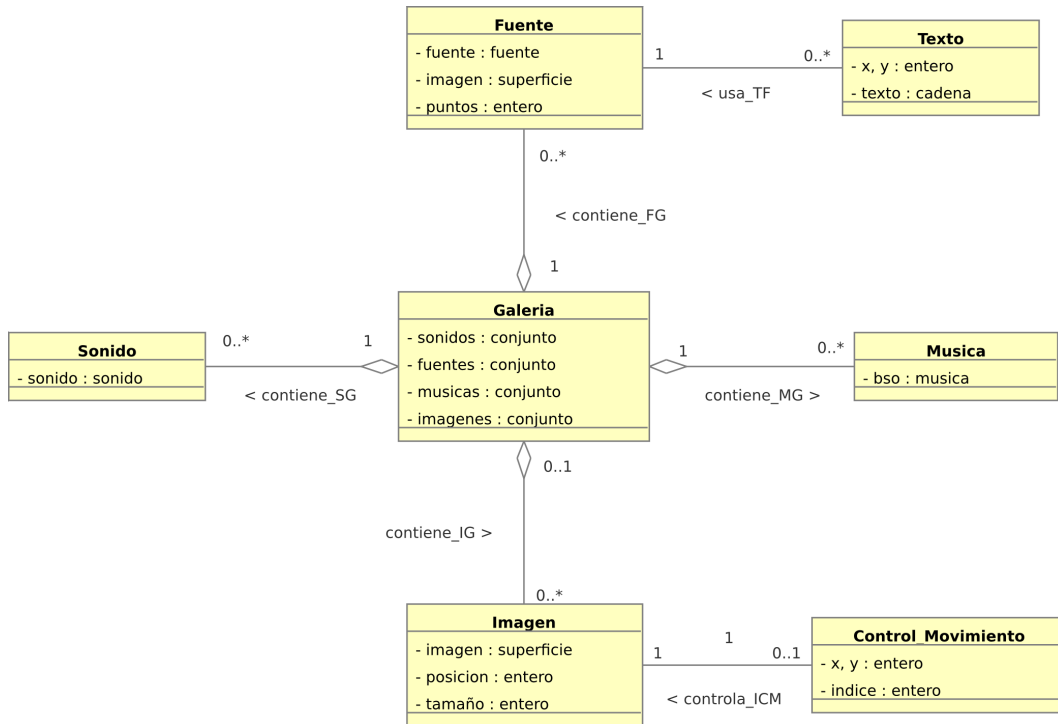 Fuente
- fuente : fuente
- imagen : superficie
- puntos : entero
1
0..*
< usa_TF
Texto
- x, y : entero
- texto : cadena
0..*
< contiene_FG
1
Galeria
- sonidos : conjunto
- fuentes : conjunto
- musicas : conjunto
- imagenes : conjunto
Sonido
- sonido : sonido
0..*
1
< contiene_SG
1
0..*
contiene_MG >
Musica
- bso : musica
0..1
contiene_IG >
0..*
Imagen
- imagen : superficie
- posicion : entero
- tamaño : entero
1
1
0..1
< controla_ICM
Control_Movimiento
- x, y : entero
- indice : entero